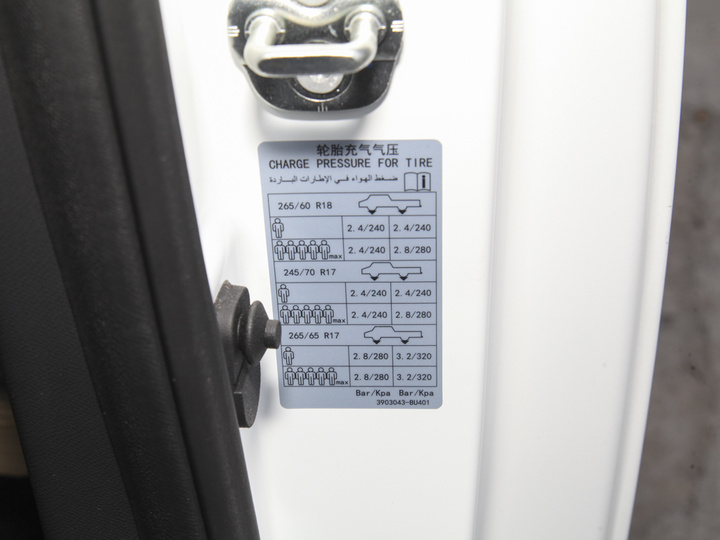 轮胎充气气压
CHARGE PRESSURE FOR TIRE
ضغط الهواء في الإطارات الباردة
265/60 R18
2.4/240 2.4/240
max 2.4/240 2.8/280
245/70 R17
2.4/240 2.4/240
max 2.4/240 2.8/280
265/65 R17
2.8/280 3.2/320
max 2.8/280 3.2/320
Bar/Kpa Bar/Kpa
3903043-BU401